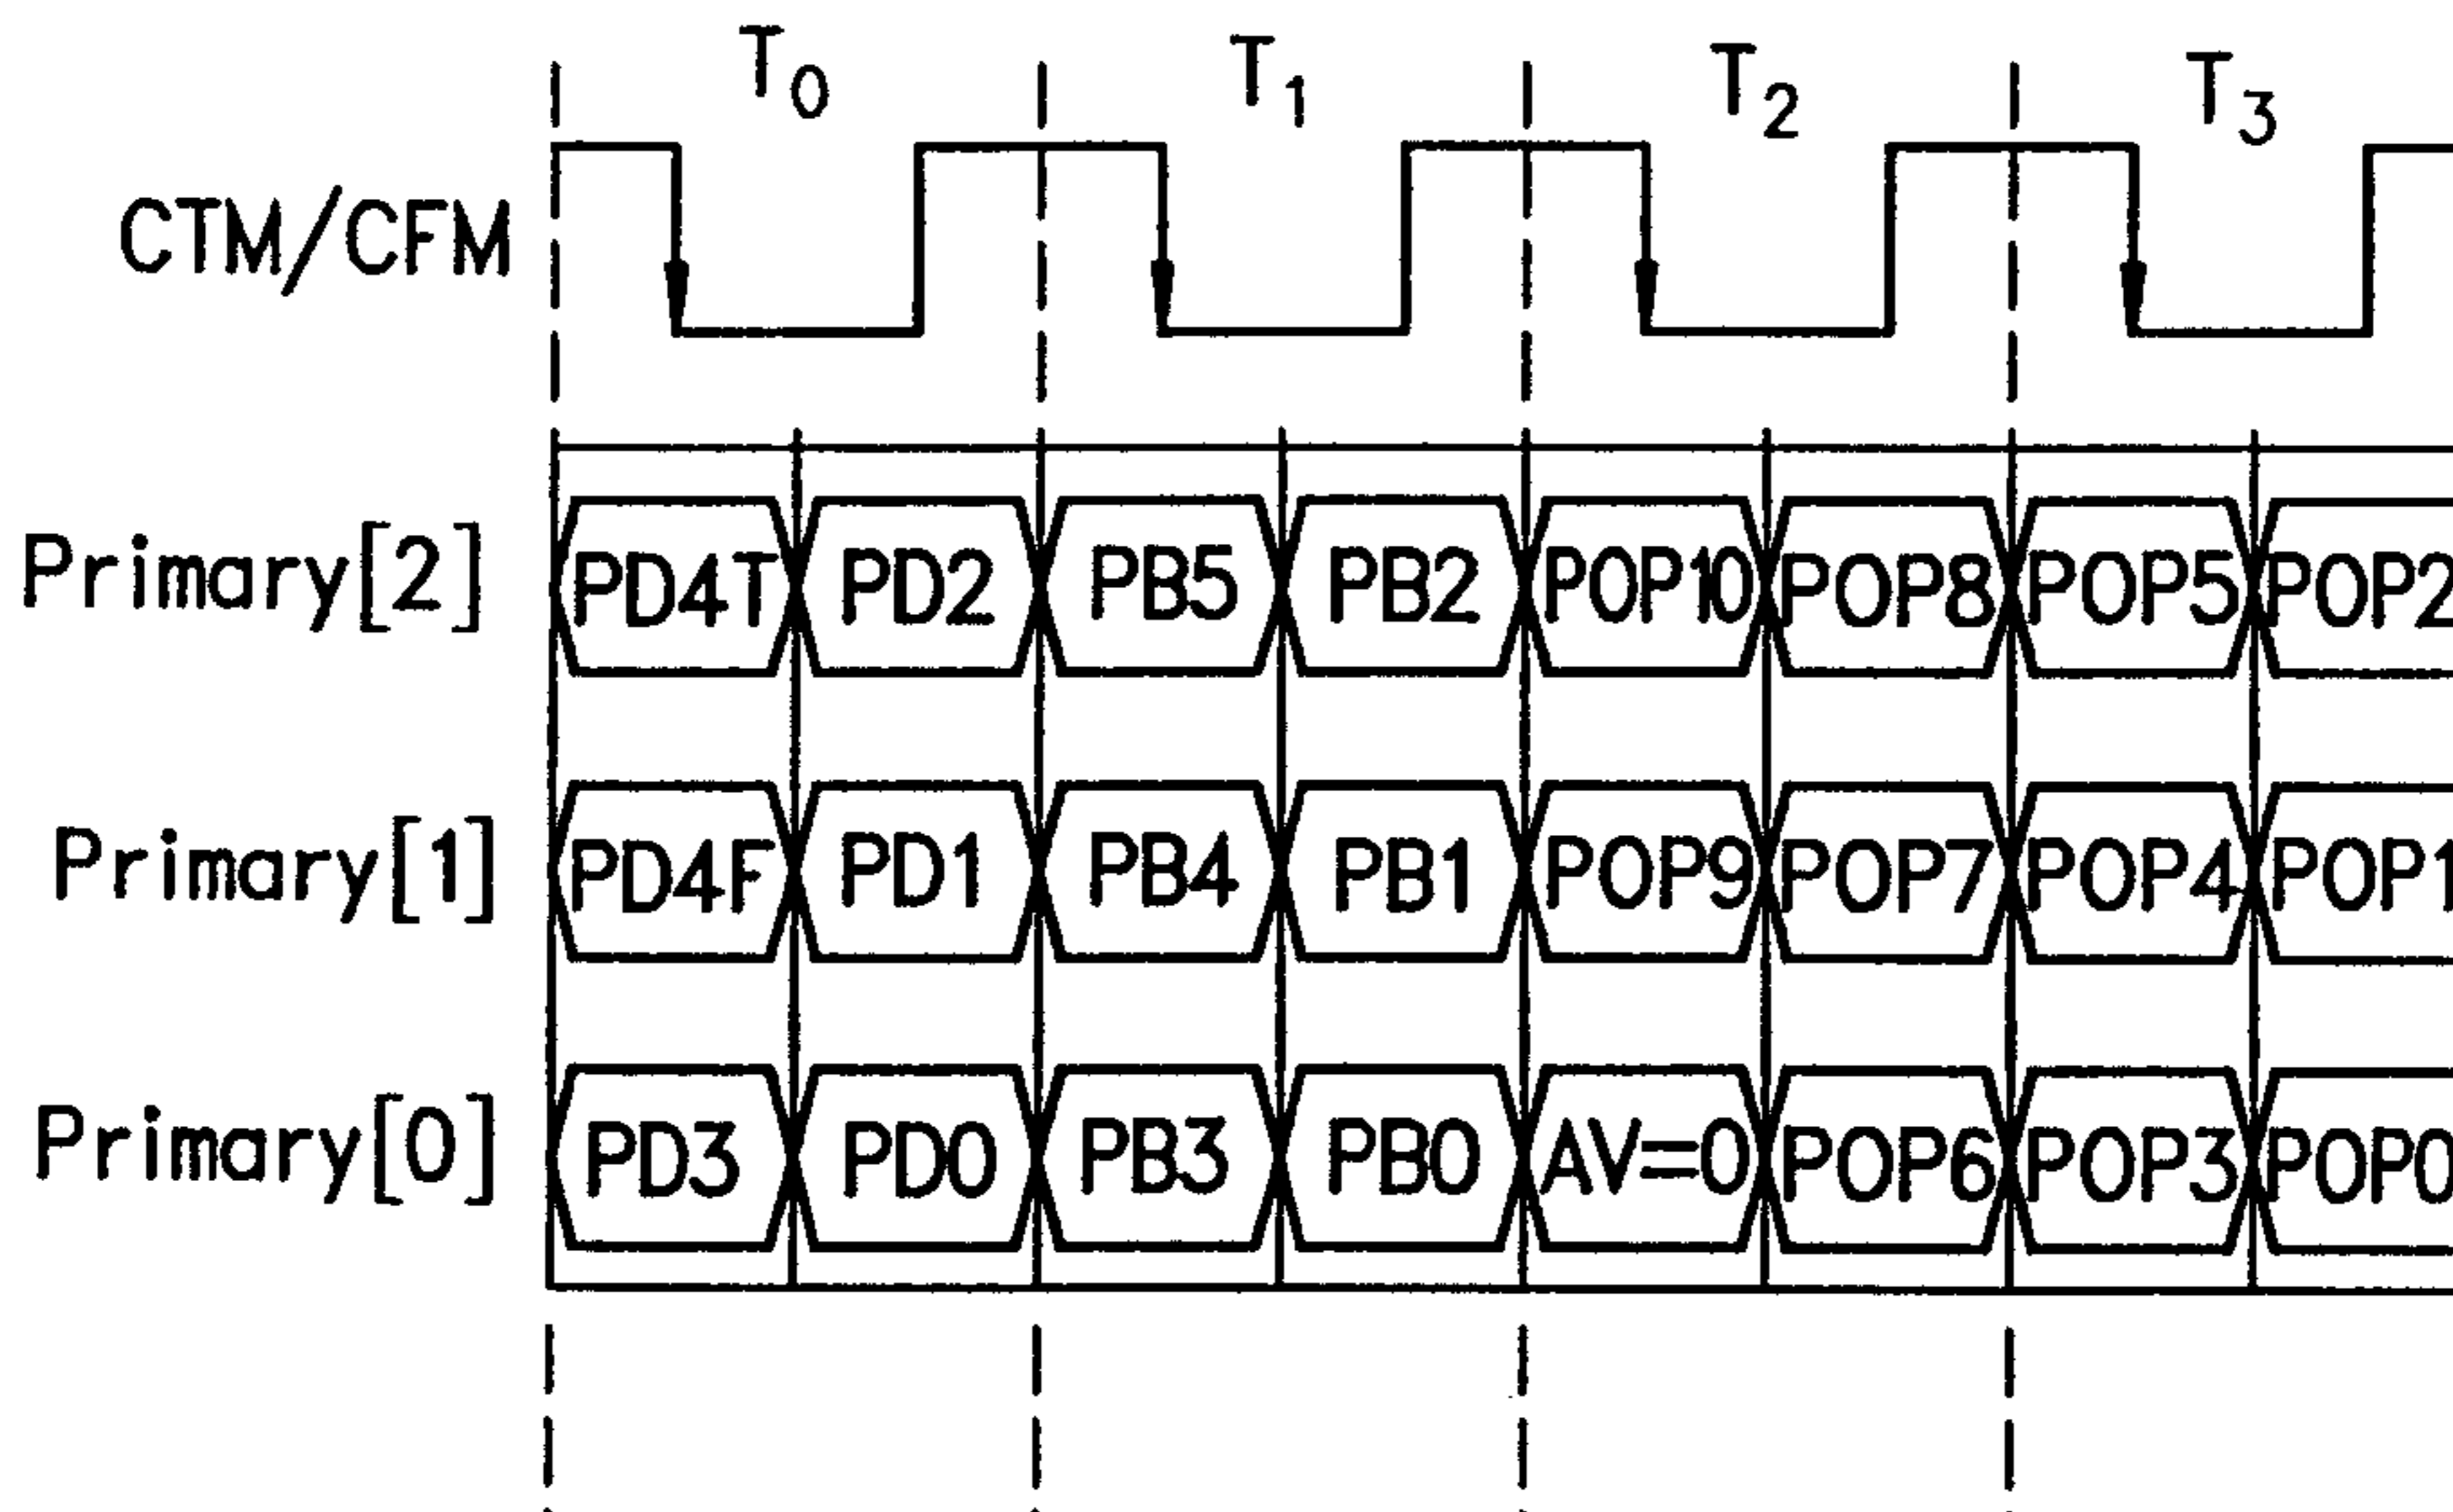 T0 T1 T2 T3
CTM/CFM
Primary[2] PD4T PD2 PB5 PB2 POP10 POP8 POP5 POP2
Primary[1] PD4F PD1 PB4 PB1 POP9 POP7 POP4 POP1
Primary[0] PD3 PD0 PB3 PB0 AV=0 POP6 POP3 POP0